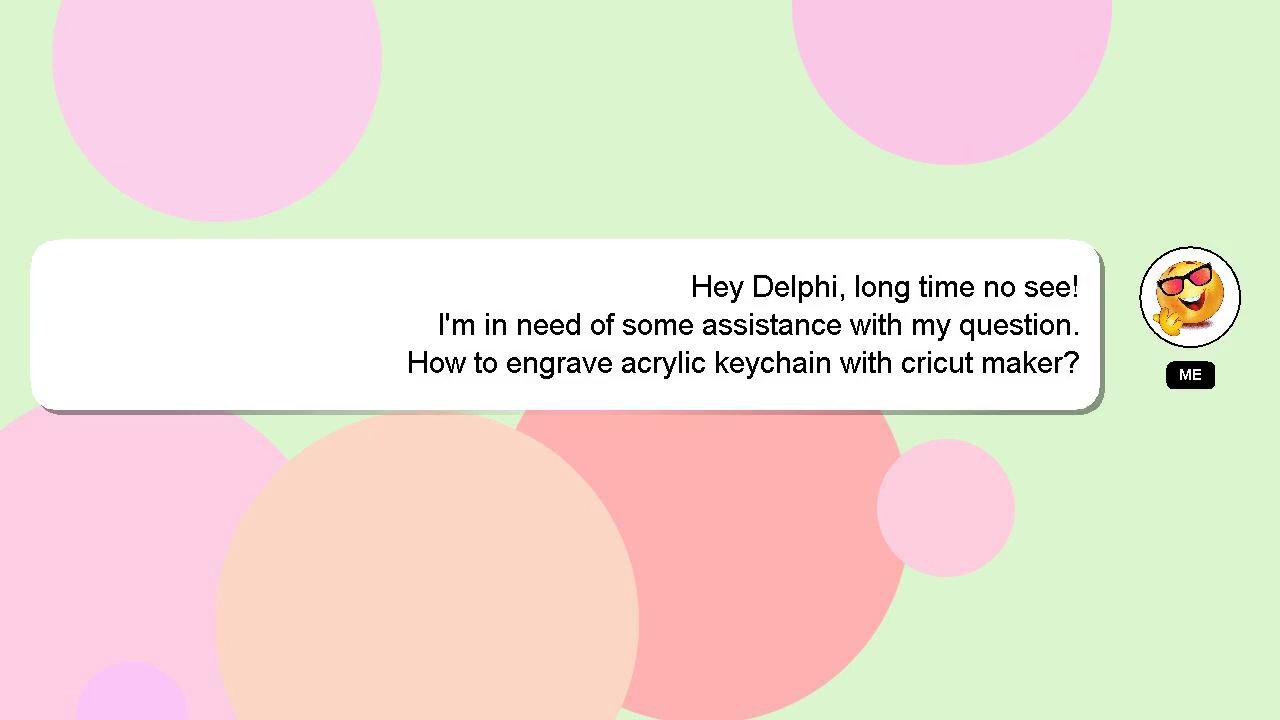 Hey Delphi, long time no see!
I'm in need of some assistance with my question.
How to engrave acrylic keychain with cricut maker?
ME